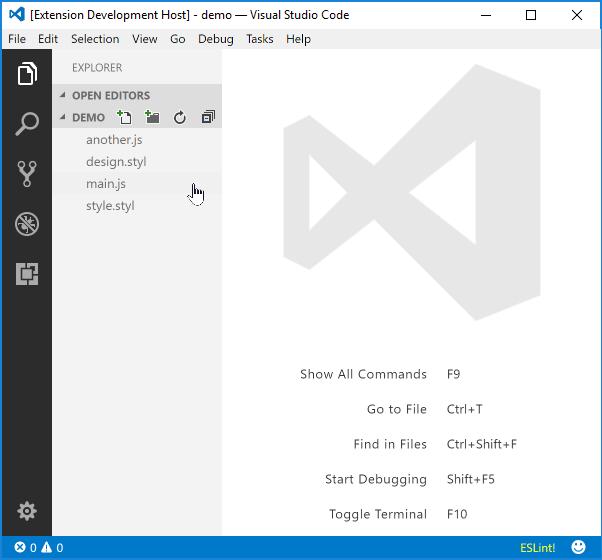 [Extension Development Host] - demo — Visual Studio Code
File Edit Selection View Go Debug Tasks Help
EXPLORER
OPEN EDITORS
DEMO
another.js
design.styl
main.js
style.styl
Show All Commands F9
Go to File Ctrl+T
Find in Files Ctrl+Shift+F
Start Debugging Shift+F5
Toggle Terminal F10
0 0 ESLint!